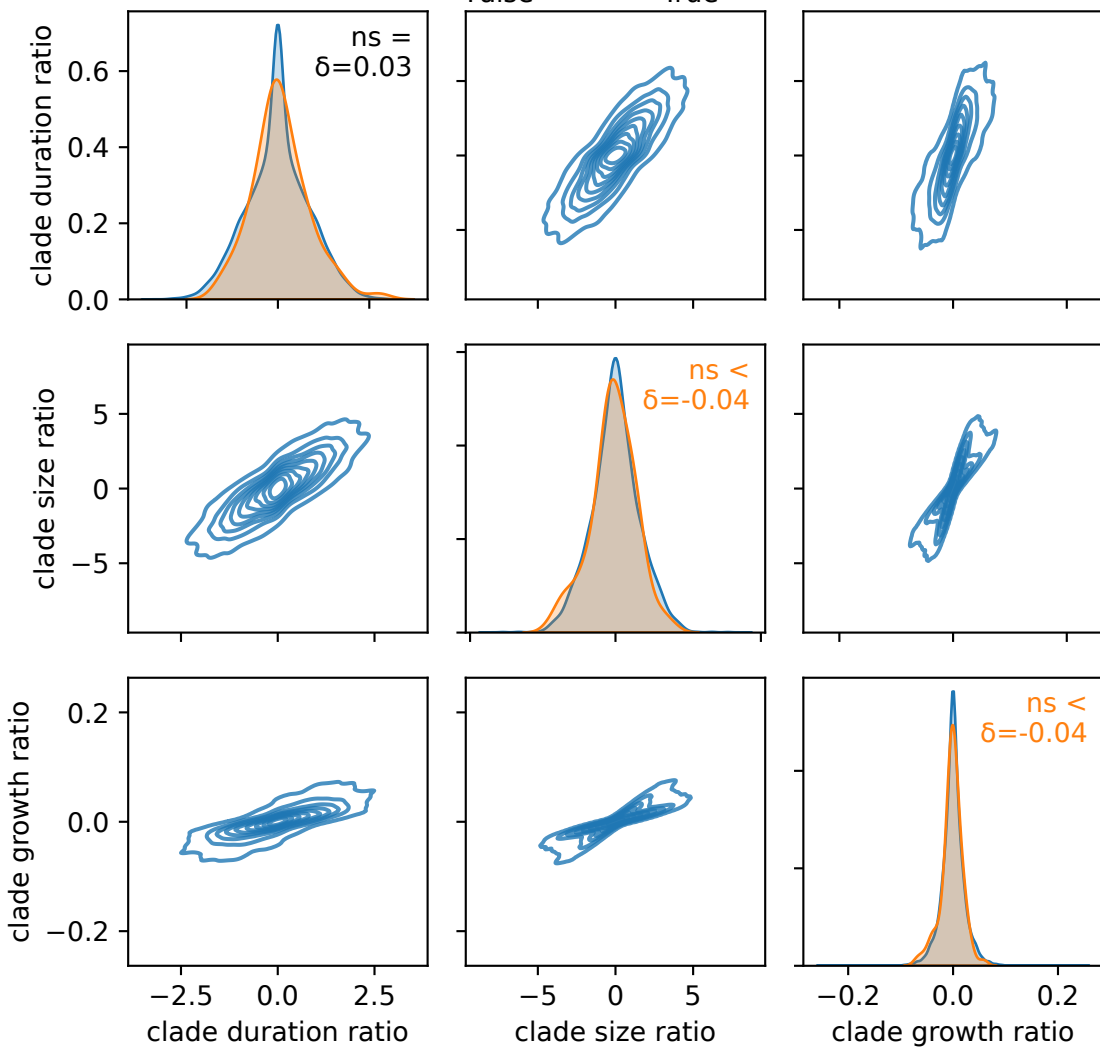 clade duration ratio
0.6
0.4
0.2
0.0
ns =
δ=0.03
clade size ratio
5
0
−5
ns <
δ=-0.04
clade growth ratio
0.2
0.0
−0.2
ns <
δ=-0.04
−2.5 0.0 2.5
−5 0 5
−0.2 0.0 0.2
clade duration ratio
clade size ratio
clade growth ratio